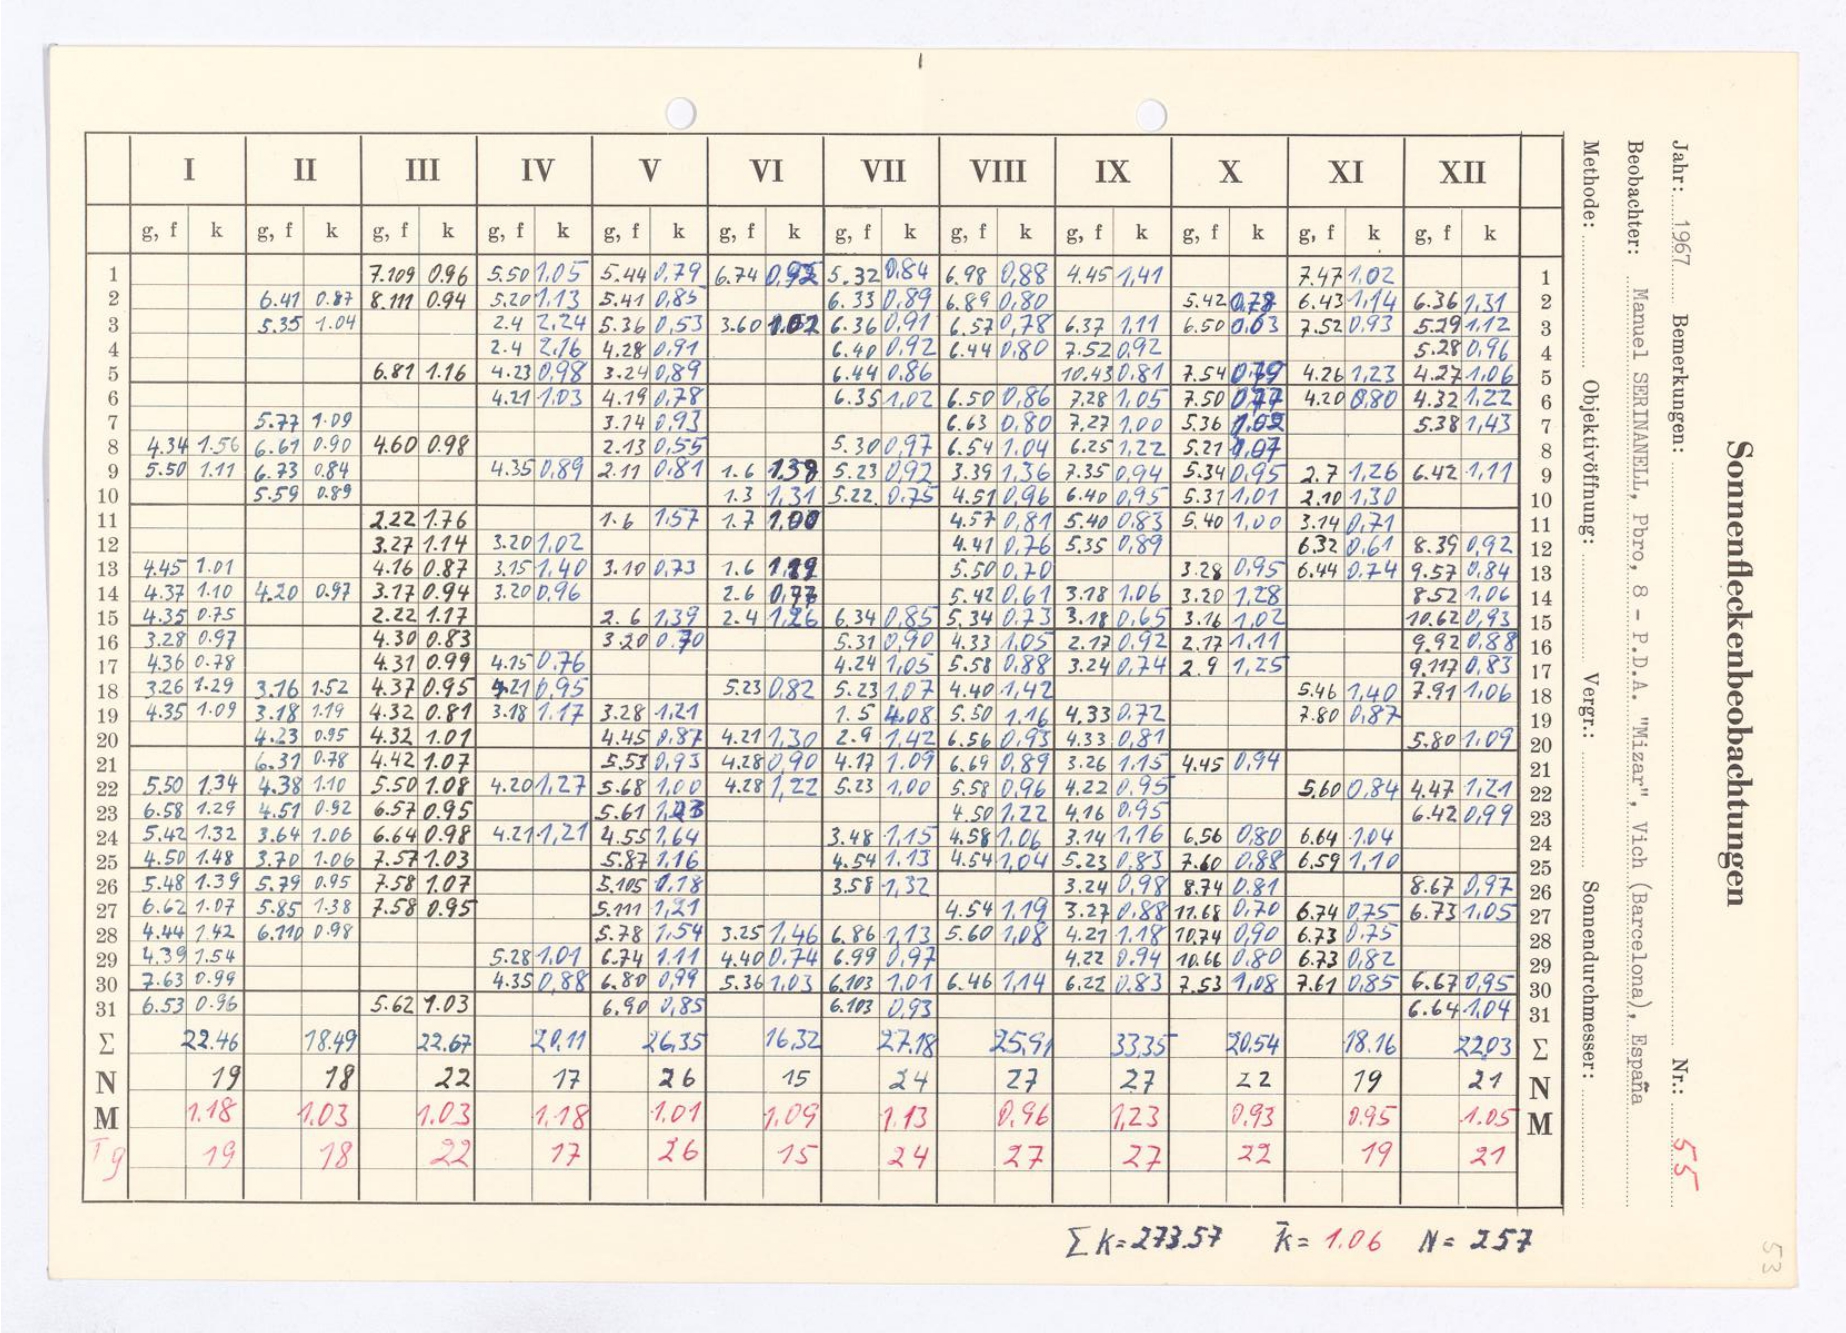 Sonnenfleckenbeobachtungen
Jahr: 1967 Bemerkungen: Nr.: 55
Beobachter: Manuel SERINANELL, Pbro, 8 - P.D.A. "Mizar", Vich (Barcelona), España
Methode: Objektivöffnung: Vergr.: Sonnendurchmesser:
I II III IV V VI VII VIII IX X XI XII
g, f k g, f k g, f k g, f k g, f k g, f k g, f k g, f k g, f k g, f k g, f k g, f k
1 7.109 0.96 5.50 1,05 5.44 0,79 6.74 5.32 0,84 6.98 0,88 4.45 1,41 7.47 1,02 1
2 6.41 0.87 8.111 0.94 5.20 1,13 5.41 0,85 6.33 0,89 6.89 0,80 5.42 0,78 6.43 1,14 6.36 1,31 2
3 5.35 1.04 2.4 2,24 5.36 0,53 3.60 1.02 6.36 0,91 6.57 0,78 6.37 1,11 6.50 0,63 7.52 0,93 5.29 1,12 3
4 2.4 2,16 4.28 0,91 6.40 0,92 6.44 0,80 7.52 0,92 5.28 0,96 4
5 6.81 1.16 4.23 0,98 3.24 0,89 6.44 0,86 10.43 0,81 7.54 0,79 4.26 1,23 4.27 1,06 5
6 4.21 1,03 4.19 0,78 6.35 1,02 6.50 0,86 7.28 1,05 7.50 0,77 4.20 0,80 4.32 1,22 6
7 5.77 1.09 3.14 0,93 6.63 0,80 7.27 1,00 5.36 1,02 5.38 1,43 7
8 4.34 1.56 6.61 0.90 4.60 0.98 2.13 0,55 5.30 0,97 6.54 1,04 6.25 1,22 5.21 1,07 8
9 5.50 1.11 6.73 0.84 4.35 0,89 2.11 0,81 1.6 5.23 0,92 3.39 1,36 7.35 0,94 5.34 0,95 2.7 1,26 6.42 1,11 9
10 5.59 0.89 1.3 1,31 5.22 0,75 4.51 0,96 6.40 0,95 5.31 1,01 2.10 1,30 10
11 2.22 1.76 1.6 1,57 1.7 1,00 4.57 0,81 5.40 0,83 5.40 1,00 3.14 0,71 11
12 3.27 1.14 3.20 1,02 4.41 0,76 5.35 0,89 6.32 0,61 8.39 0,92 12
13 4.45 1.01 4.16 0.87 3.15 1,40 3.10 0,73 1.6 5.50 0,70 3.28 0,95 6.44 0,74 9.57 0,84 13
14 4.37 1.10 4.20 0.97 3.17 0.94 3.20 0,96 2.6 0,77 5.42 0,61 3.18 1,06 3.20 1,28 8.52 1,06 14
15 4.35 0.75 2.22 1.17 2.6 1,39 2.4 1,26 6.34 0,85 5.34 0,73 3.18 0,65 3.16 1,02 10.62 0,93 15
16 3.28 0.97 4.30 0.83 3.20 0,70 5.31 0,90 4.33 1,05 2.17 0,92 2.17 1,11 9.92 0,88 16
17 4.36 0.78 4.31 0.99 4.15 0,76 4.24 1,05 5.58 0,88 3.24 0,74 2.9 1,25 9.117 0,83 17
18 3.26 1.29 3.16 1.52 4.37 0.95 4.21 0,95 5.23 0,82 5.23 1,07 4.40 1,42 5.46 1,40 7.91 1,06 18
19 4.35 1.09 3.18 1.19 4.32 0.81 3.18 1,17 3.28 1,21 1.5 4,08 5.50 1,16 4.33 0,72 7.80 0,87 19
20 4.23 0.95 4.32 1.01 4.45 0,87 4.21 1,30 2.9 1,42 6.56 0,93 4.33 0,81 5.80 1,09 20
21 6.31 0.78 4.42 1.07 5.53 0,93 4.28 0,90 4.17 1,09 6.69 0,89 3.26 1,15 4.45 0,94 21
22 5.50 1.34 4.38 1.10 5.50 1.08 4.20 1,27 5.68 1,00 4.28 1,22 5.23 1,00 5.58 0,96 4.22 0,95 5.60 0,84 4.47 1,21 22
23 6.58 1.29 4.51 0.92 6.57 0.95 5.61 4.50 1,22 4.16 0,95 6.42 0,99 23
24 5.42 1.32 3.64 1.06 6.64 0.98 4.21 1,21 4.55 1,64 3.48 1,15 4.58 1,06 3.14 1,16 6.56 0,80 6.64 1,04 24
25 4.50 1.48 3.70 1.06 7.57 1.03 5.87 1,16 4.54 1,13 4.54 1,04 5.23 0,83 7.60 0,88 6.59 1,10 25
26 5.48 1.39 5.79 0.95 7.58 1.07 5.105 3.58 1,32 3.24 0,98 8.74 0,81 8.67 0,97 26
27 6.62 1.07 5.85 1.38 7.58 0.95 5.111 1,21 4.54 1,19 3.27 0,88 11.68 0,70 6.74 0,75 6.73 1,05 27
28 4.44 1.42 6.110 0.98 5.78 1,54 3.25 1,46 6.86 1,13 5.60 1,08 4.21 1,18 10.74 0,90 6.73 0,75 28
29 4.39 1.54 5.28 1,01 6.74 1,11 4.40 0,74 6.99 0,97 4.22 0,94 10.66 0,80 6.73 0,82 29
30 7.63 0.99 4.35 0,88 6.80 0,99 5.36 1,03 6.103 1,01 6.46 1,14 6.22 0,83 7.53 1,08 7.61 0,85 6.67 0,95 30
31 6.53 0.96 5.62 1.03 6.90 0,85 6.103 0,93 6.64 1,04 31
Σ 22.46 18.49 22.67 20,11 26,35 16,32 27.18 25,91 33,35 20,54 18.16 22,03 Σ
N 19 18 22 17 26 15 24 27 27 22 19 21 N
M 1.18 1.03 1.03 1,18 1.01 1,09 1.13 0,96 1,23 0,93 0,95 1.05 M
Tg 19 18 22 17 26 15 24 27 27 22 19 21
Σ k = 273.57 k̄ = 1.06 N = 257
53